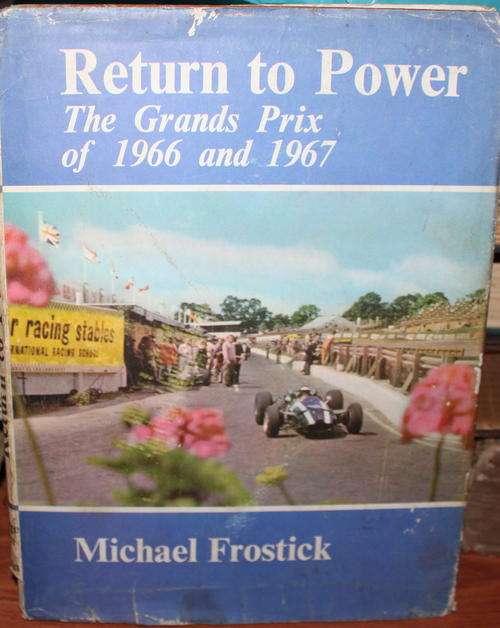 Return to Power
The Grands Prix
of 1966 and 1967
r racing stables
NATIONAL RACING SCHOOL
Michael Frostick